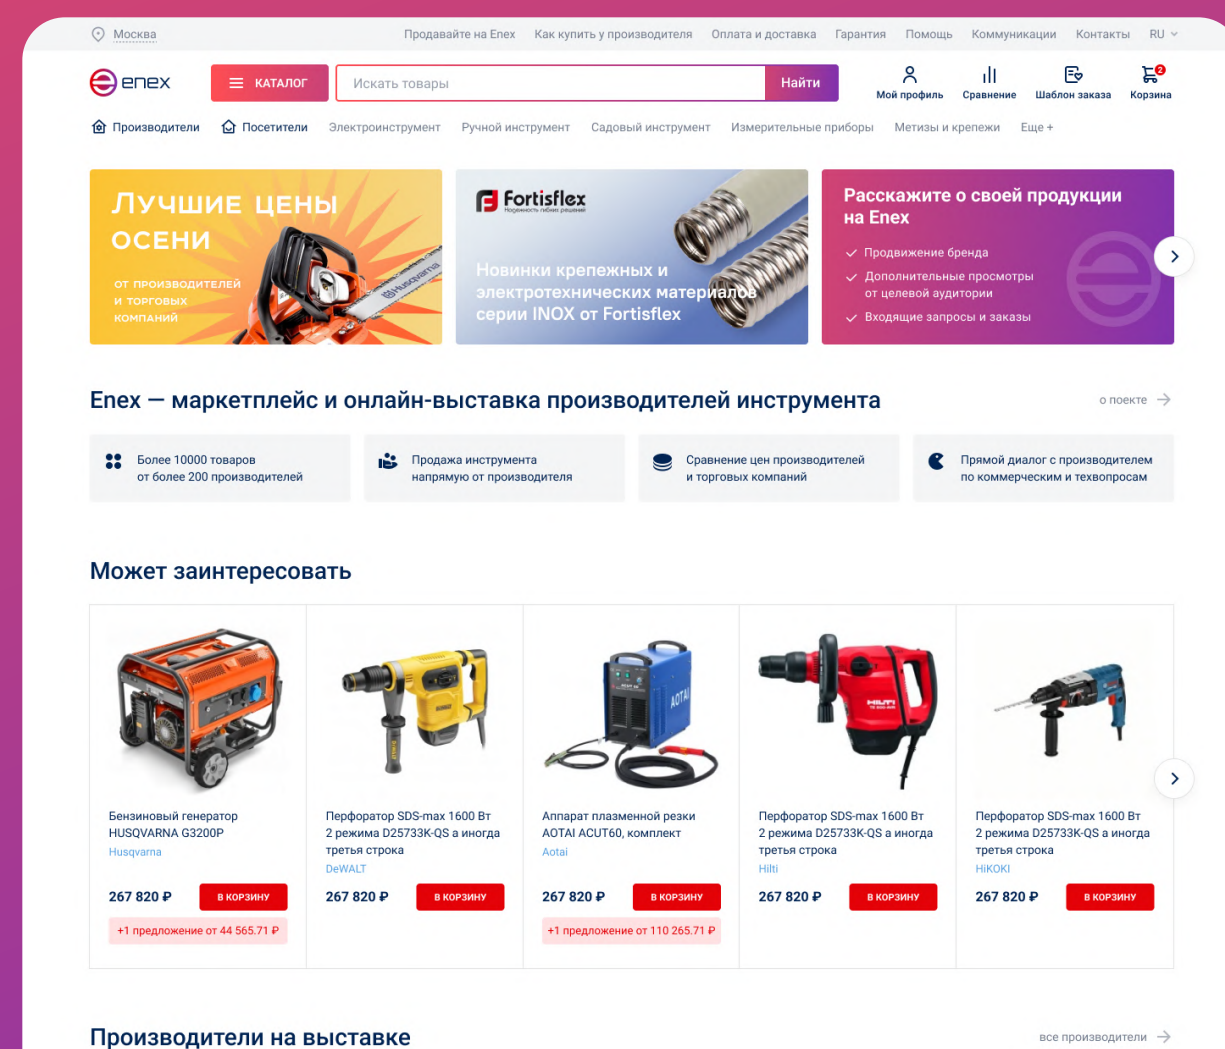 Москва
Продавайте на Enex
Как купить у производителя
Оплата и доставка
Гарантия
Помощь
Коммуникации
Контакты
RU
enex
КАТАЛОГ
Искать товары
Найти
Мой профиль
Сравнение
Шаблон заказа
2
Корзина
Производители
Посетители
Электроинструмент
Ручной инструмент
Садовый инструмент
Измерительные приборы
Метизы и крепежи
Еще +
ЛУЧШИЕ ЦЕНЫ
ОСЕНИ
ОТ ПРОИЗВОДИТЕЛЕЙ
И ТОРГОВЫХ
КОМПАНИЙ
Husqvarna
Fortisflex
Надежность гибких решений
Новинки крепежных и
электротехнических материалов
серии INOX от Fortisflex
Расскажите о своей продукции
на Enex
Продвижение бренда
Дополнительные просмотры
от целевой аудитории
Входящие запросы и заказы
Enex — маркетплейс и онлайн-выставка производителей инструмента
о поекте
Более 10000 товаров
от более 200 производителей
Продажа инструмента
напрямую от производителя
Сравнение цен производителей
и торговых компаний
Прямой диалог с производителем
по коммерческим и техвопросам
Может заинтересовать
AOTAI
HILTI
Бензиновый генератор
HUSQVARNA G3200P
Husqvarna
267 820 ₽
В КОРЗИНУ
+1 предложение от 44 565.71 ₽
Перфоратор SDS-max 1600 Вт
2 режима D25733K-QS а иногда
третья строка
DeWALT
267 820 ₽
В КОРЗИНУ
Аппарат плазменной резки
AOTAI ACUT60, комплект
Aotai
267 820 ₽
В КОРЗИНУ
+1 предложение от 110 265.71 ₽
Перфоратор SDS-max 1600 Вт
2 режима D25733K-QS а иногда
третья строка
Hilti
267 820 ₽
В КОРЗИНУ
Перфоратор SDS-max 1600 Вт
2 режима D25733K-QS а иногда
третья строка
HiKOKI
267 820 ₽
В КОРЗИНУ
Производители на выставке
все производители